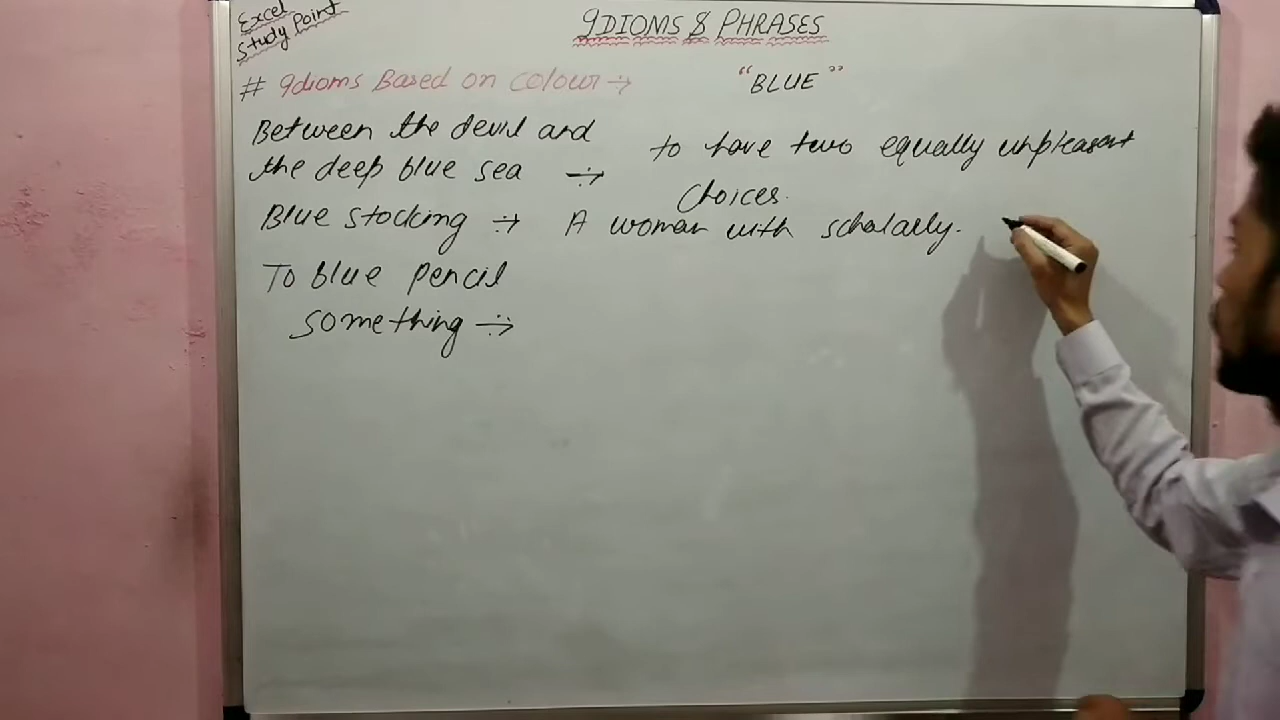 Excel
Study Point
IDIOMS & PHRASES
# Idioms Based on Colour ÷> "BLUE"
Between the devil and
the deep blue sea ÷> to have two equally unpleasant
choices.
Blue stocking ÷> A woman with scholarly.
To blue pencil
something ÷>